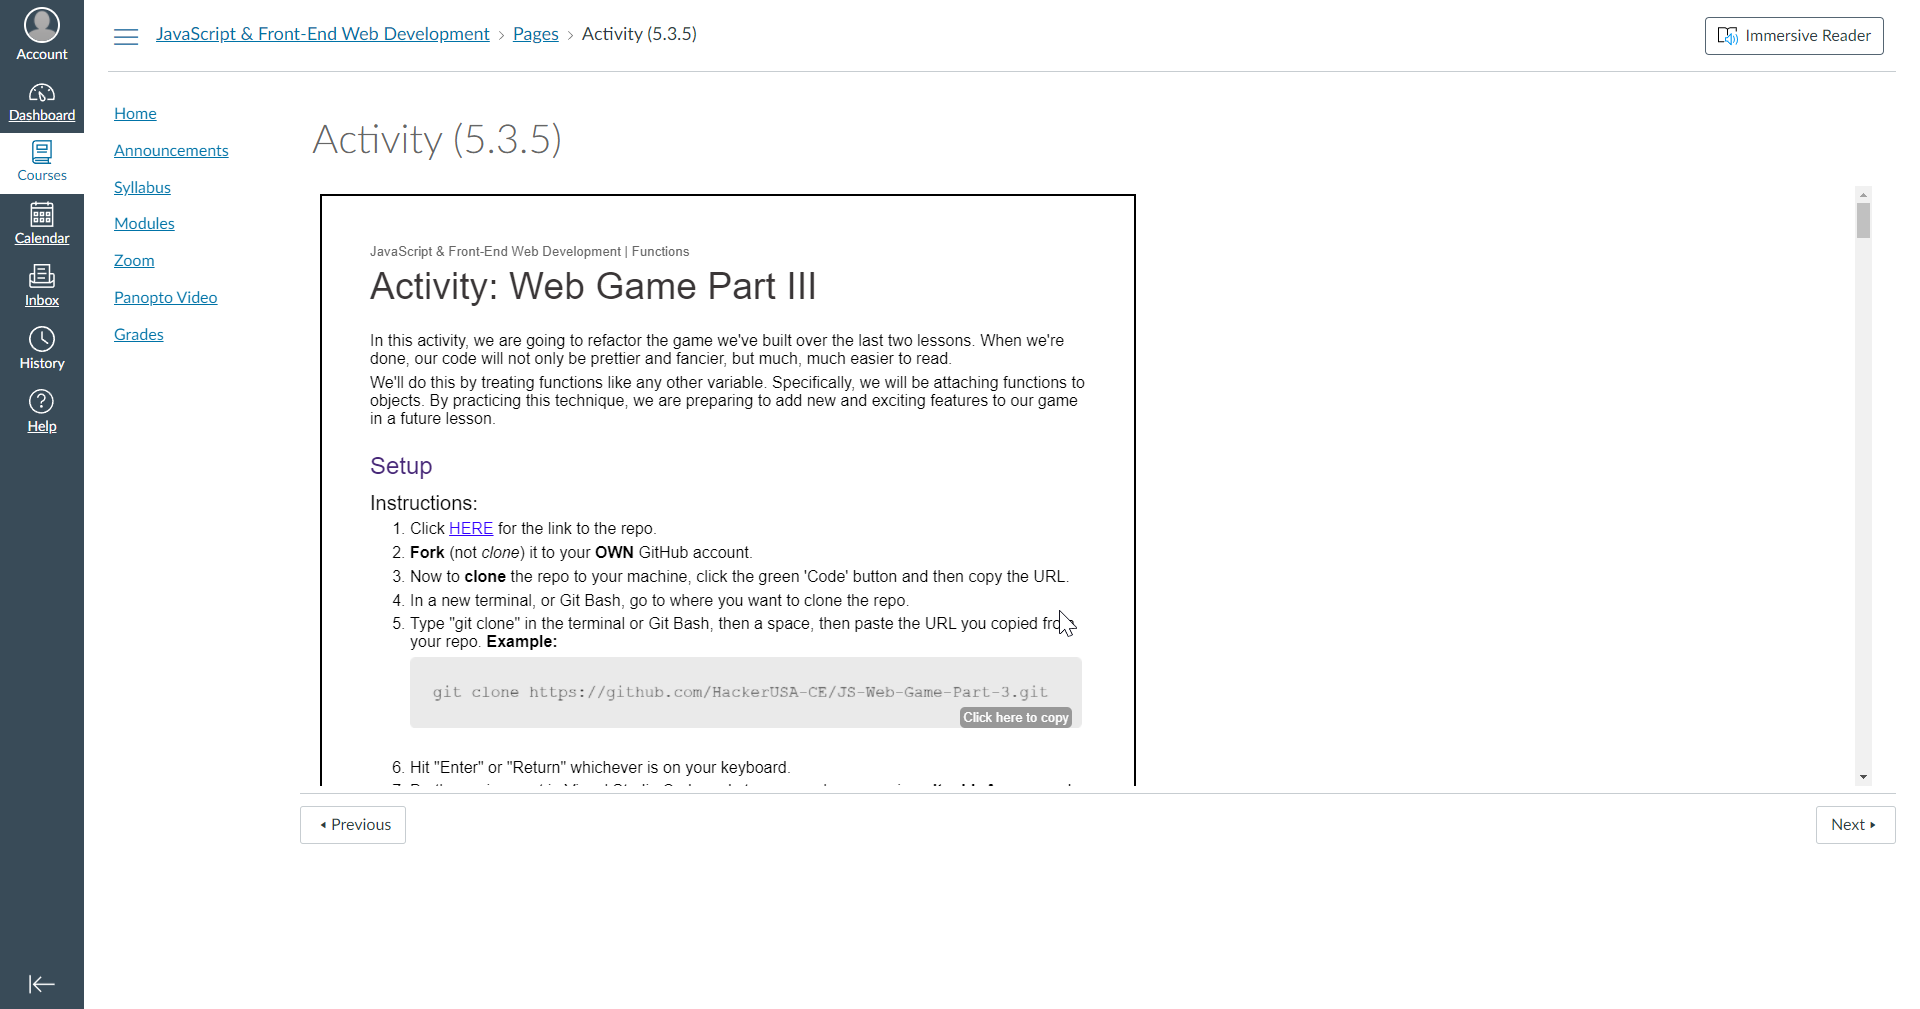 Account
Dashboard
Courses
Calendar
Inbox
History
Help
JavaScript & Front-End Web Development › Pages › Activity (5.3.5)
Immersive Reader
Home
Announcements
Syllabus
Modules
Zoom
Panopto Video
Grades
Activity (5.3.5)
JavaScript & Front-End Web Development | Functions
Activity: Web Game Part III
In this activity, we are going to refactor the game we've built over the last two lessons. When we're
done, our code will not only be prettier and fancier, but much, much easier to read.
We'll do this by treating functions like any other variable. Specifically, we will be attaching functions to
objects. By practicing this technique, we are preparing to add new and exciting features to our game
in a future lesson.
Setup
Instructions:
1. Click HERE for the link to the repo.
2. Fork (not clone) it to your OWN GitHub account.
3. Now to clone the repo to your machine, click the green 'Code' button and then copy the URL.
4. In a new terminal, or Git Bash, go to where you want to clone the repo.
5. Type "git clone" in the terminal or Git Bash, then a space, then paste the URL you copied
your repo. Example:
git clone https://github.com/HackerUSA-CE/JS-Web-Game-Part-3.git
Click here to copy
6. Hit "Enter" or "Return" whichever is on your keyboard.
Previous
Next